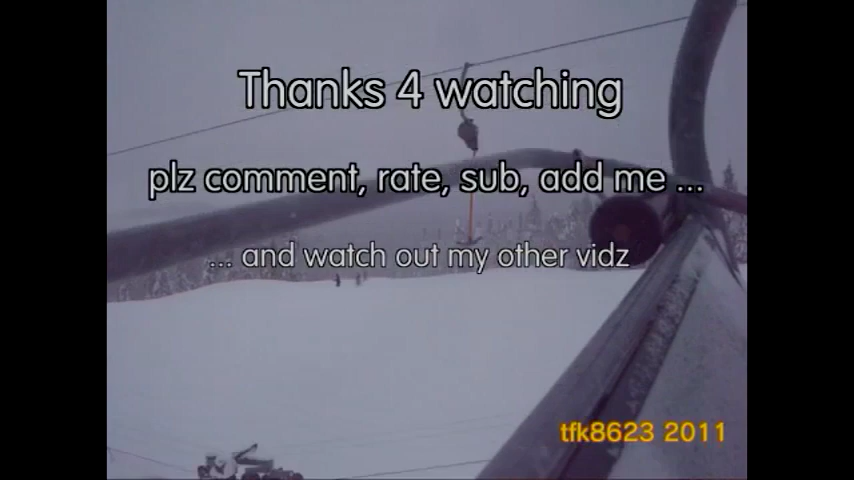 Thanks 4 watching
plz comment, rate, sub, add me ...
... and watch out my other vidz
tfk8623 2011